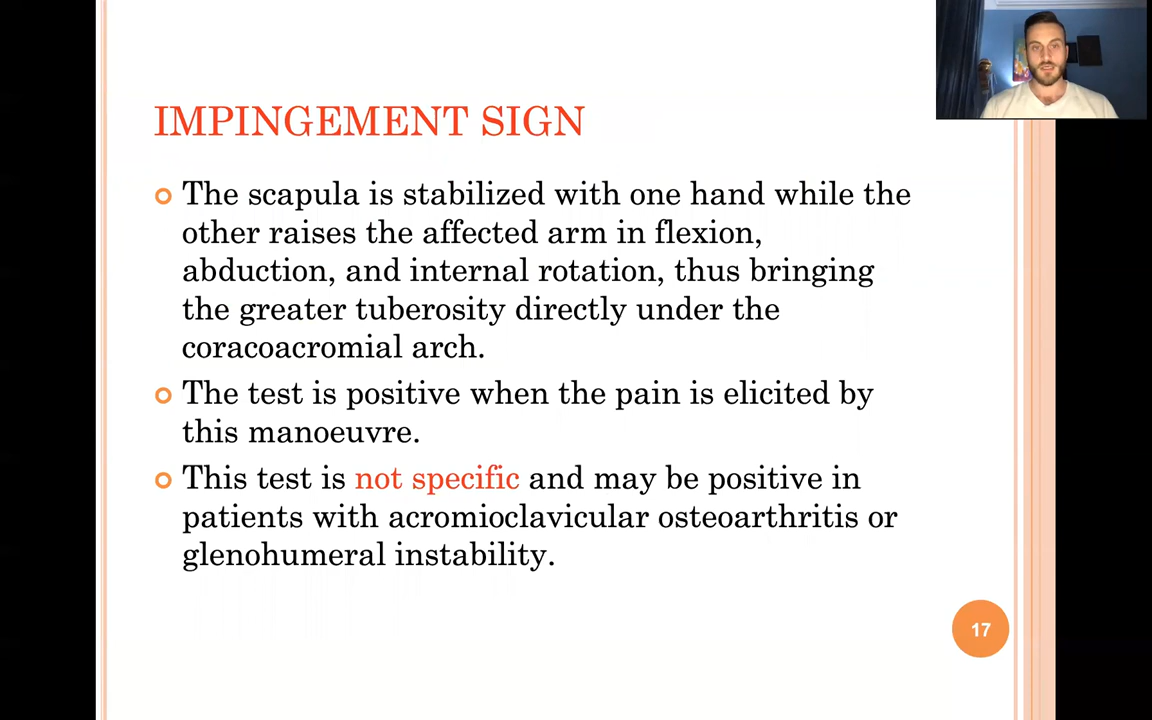 IMPINGEMENT SIGN
The scapula is stabilized with one hand while the
other raises the affected arm in flexion,
abduction, and internal rotation, thus bringing
the greater tuberosity directly under the
coracoacromial arch.
The test is positive when the pain is elicited by
this manoeuvre.
This test is not specific and may be positive in
patients with acromioclavicular osteoarthritis or
glenohumeral instability.
17